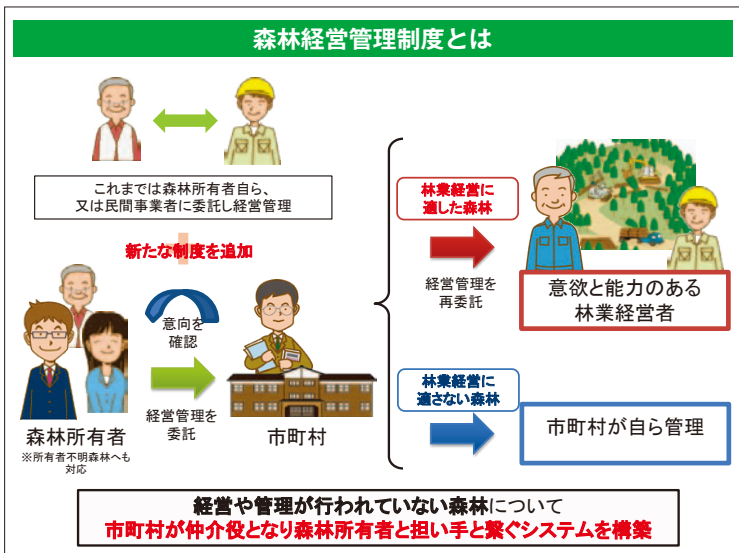 森林経営管理制度とは
これまでは森林所有者自ら、
又は民間事業者に委託し経営管理
新たな制度を追加
意向を
確認
経営管理を
委託
森林所有者
※所有者不明森林へも
対応
市町村
林業経営に
適した森林
経営管理を
再委託
意欲と能力のある
林業経営者
林業経営に
適さない森林
市町村が自ら管理
経営や管理が行われていない森林について
市町村が仲介役となり森林所有者と担い手と繋ぐシステムを構築